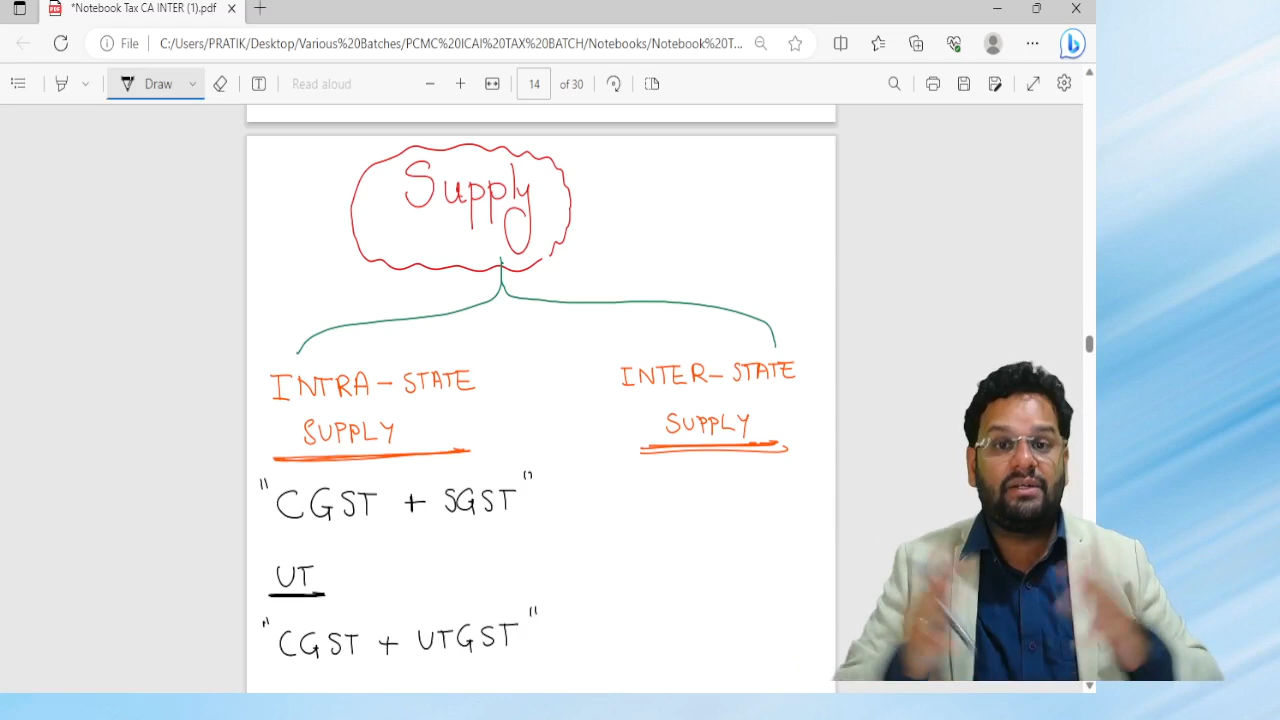 *Notebook Tax CA INTER (1).pdf
File C:/Users/PRATIK/Desktop/Various%20Batches/PCMC%20ICAI%20TAX%20BATCH/Notebooks/Notebook%20T...
Draw Read aloud 14 of 30
Supply
INTRA-STATE INTER-STATE
SUPPLY SUPPLY
"CGST + SGST"
UT
"CGST + UTGST"